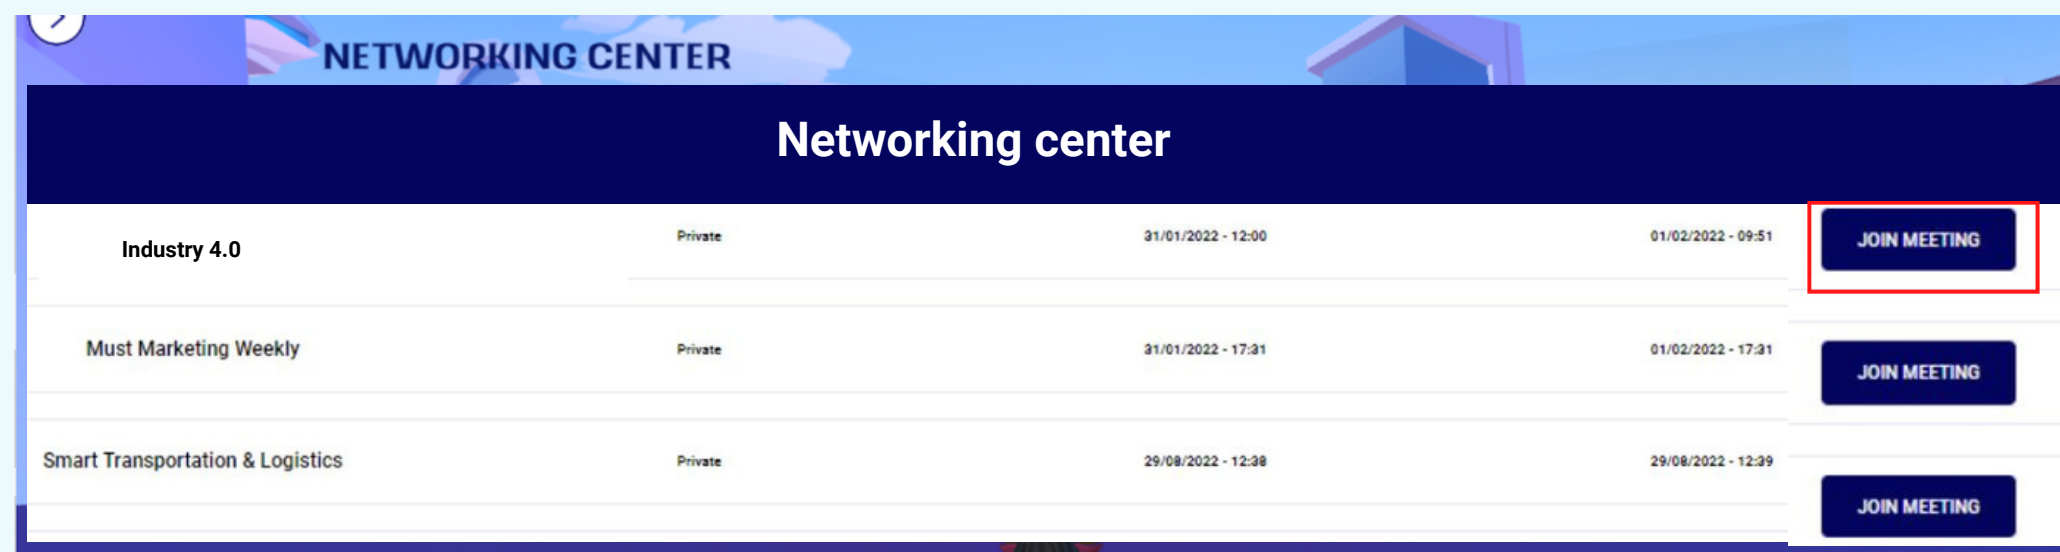 NETWORKING CENTER
Networking center
Industry 4.0 Private 31/01/2022 - 12:00 01/02/2022 - 09:51 JOIN MEETING
Must Marketing Weekly Private 31/01/2022 - 17:31 01/02/2022 - 17:31 JOIN MEETING
Smart Transportation & Logistics Private 29/08/2022 - 12:38 29/08/2022 - 12:39 JOIN MEETING